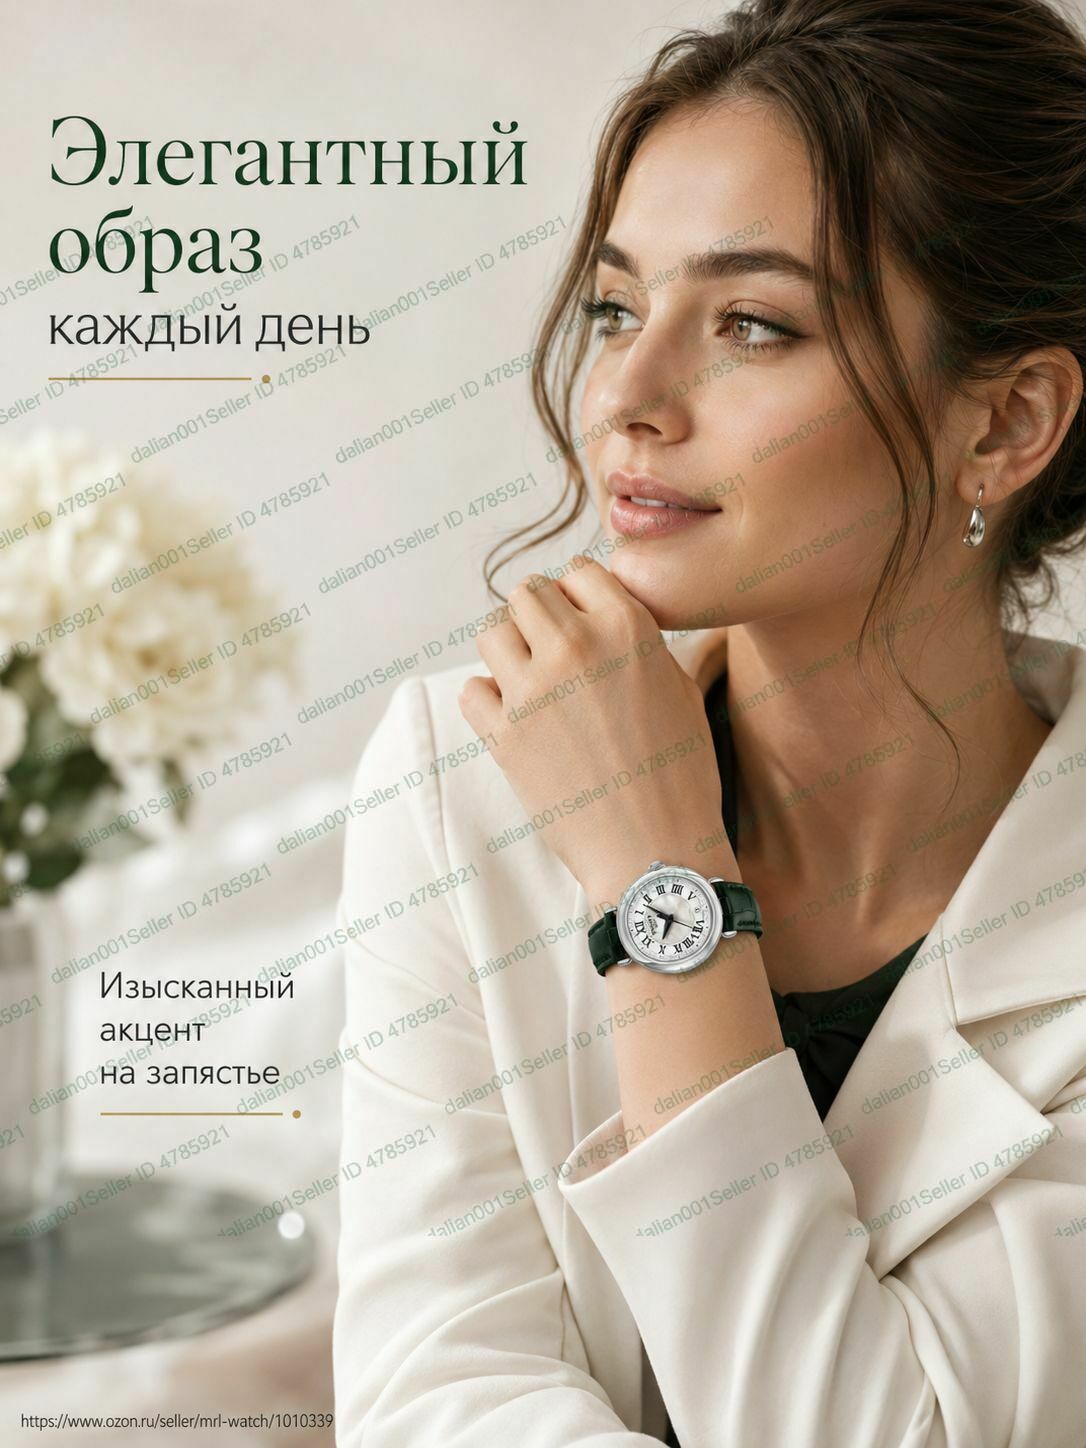 Элегантный
образ
каждый день
Изысканный
акцент
на запястье
https://www.ozon.ru/seller/mrl-watch/1010339
dalian001Seller ID 4785921